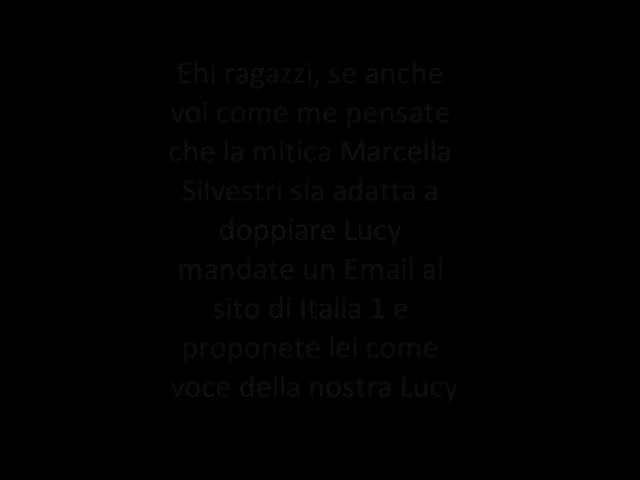 Ehi ragazzi, se anche
voi come me pensate
che la mitica Marcella
Silvestri sia adatta a
doppiare Lucy
mandate un Email al
sito di Italia 1 e
proponete lei come
voce della nostra Lucy